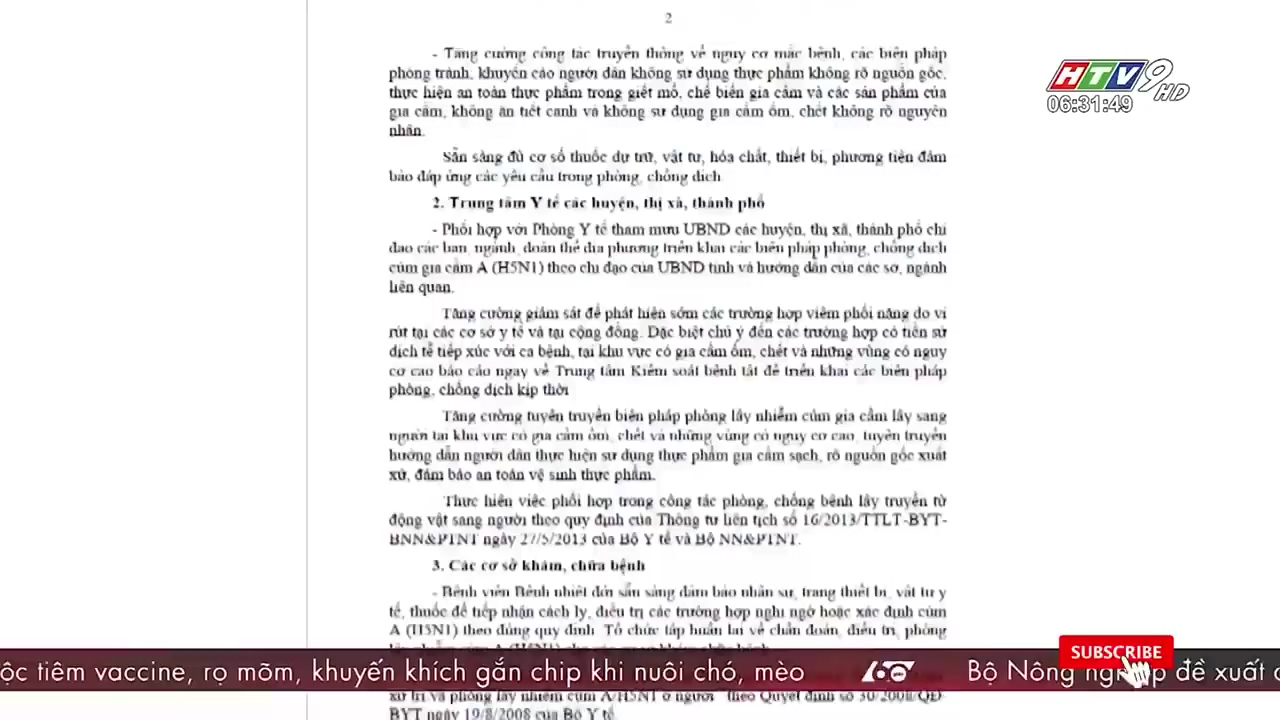 2
- Tăng cường công tác truyền thông về nguy cơ mắc bệnh, các biện pháp
phòng tránh, khuyến cáo người dân không sử dụng thực phẩm không rõ nguồn gốc,
thực hiện an toàn thực phẩm trong giết mổ, chế biến gia cầm và các sản phẩm của
gia cầm, không ăn tiết canh và không sử dụng gia cầm ốm, chết không rõ nguyên
nhân.
Sẵn sàng đủ cơ số thuốc dự trữ, vật tư, hóa chất, thiết bị, phương tiện đảm
bảo đáp ứng các yêu cầu trong phòng, chống dịch
2. Trung tâm Y tế các huyện, thị xã, thành phố
- Phối hợp với Phòng Y tế tham mưu UBND các huyện, thị xã, thành phố chỉ
đạo các ban, ngành, đoàn thể địa phương triển khai các biện pháp phòng, chống dịch
cúm gia cầm A (H5N1) theo chỉ đạo của UBND tỉnh và hướng dẫn của các sở, ngành
liên quan.
Tăng cường giám sát để phát hiện sớm các trường hợp viêm phổi nặng do vi
rút tại các cơ sở y tế và tại cộng đồng. Đặc biệt chú ý đến các trường hợp có tiền sử
dịch tễ tiếp xúc với ca bệnh, tại khu vực có gia cầm ốm, chết và những vùng có nguy
cơ cao báo cáo ngay về Trung tâm Kiểm soát bệnh tật để triển khai các biện pháp
phòng, chống dịch kịp thời
Tăng cường tuyên truyền biện pháp phòng lây nhiễm cúm gia cầm lây sang
người tại khu vực có gia cầm ốm, chết và những vùng có nguy cơ cao, tuyên truyền
hướng dẫn người dân thực hiện sử dụng thực phẩm gia cầm sạch, rõ nguồn gốc xuất
xứ, đảm bảo an toàn vệ sinh thực phẩm.
Thực hiện việc phối hợp trong công tác phòng, chống bệnh lây truyền từ
động vật sang người theo quy định của Thông tư liên tịch số 16/2013/TTLT-BYT-
BNN&PTNT ngày 27/5/2013 của Bộ Y tế và Bộ NN&PTNT.
3. Các cơ sở khám, chữa bệnh
- Bệnh viện Bệnh nhiệt đới sẵn sàng đảm bảo nhân sự, trang thiết bị, vật tư y
tế, thuốc để tiếp nhận cách ly, điều trị các trường hợp nghi ngờ hoặc xác định cúm
A (H5N1) theo đúng quy định. Tổ chức tập huấn lại về chẩn đoán, điều trị, phòng
xử trí và phòng lây nhiễm cúm A/H5N1 ở người" theo Quyết định số 30/2008/QĐ-
BYT ngày 19/8/2008 của Bộ Y tế.
HTV9 HD
06:31:49
SUBSCRIBE
ộc tiêm vaccine, rọ mõm, khuyến khích gắn chip khi nuôi chó, mèo 60 Bộ Nông nghiệp đề xuất